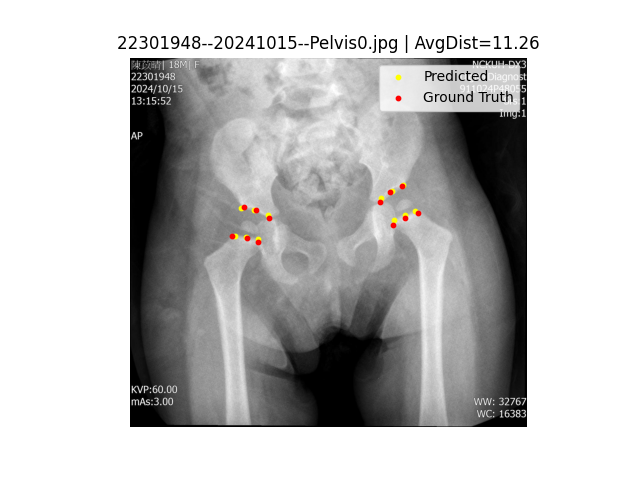 22301948--20241015--Pelvis0.jpg | AvgDist=11.26
18M| F
22301948
2024/10/15
13:15:52
AP
NCKUH-DX3
Diagnost
Img:1
Predicted
Ground Truth
KVP:60.00
mAs:3.00
WW: 32767
WC: 16383